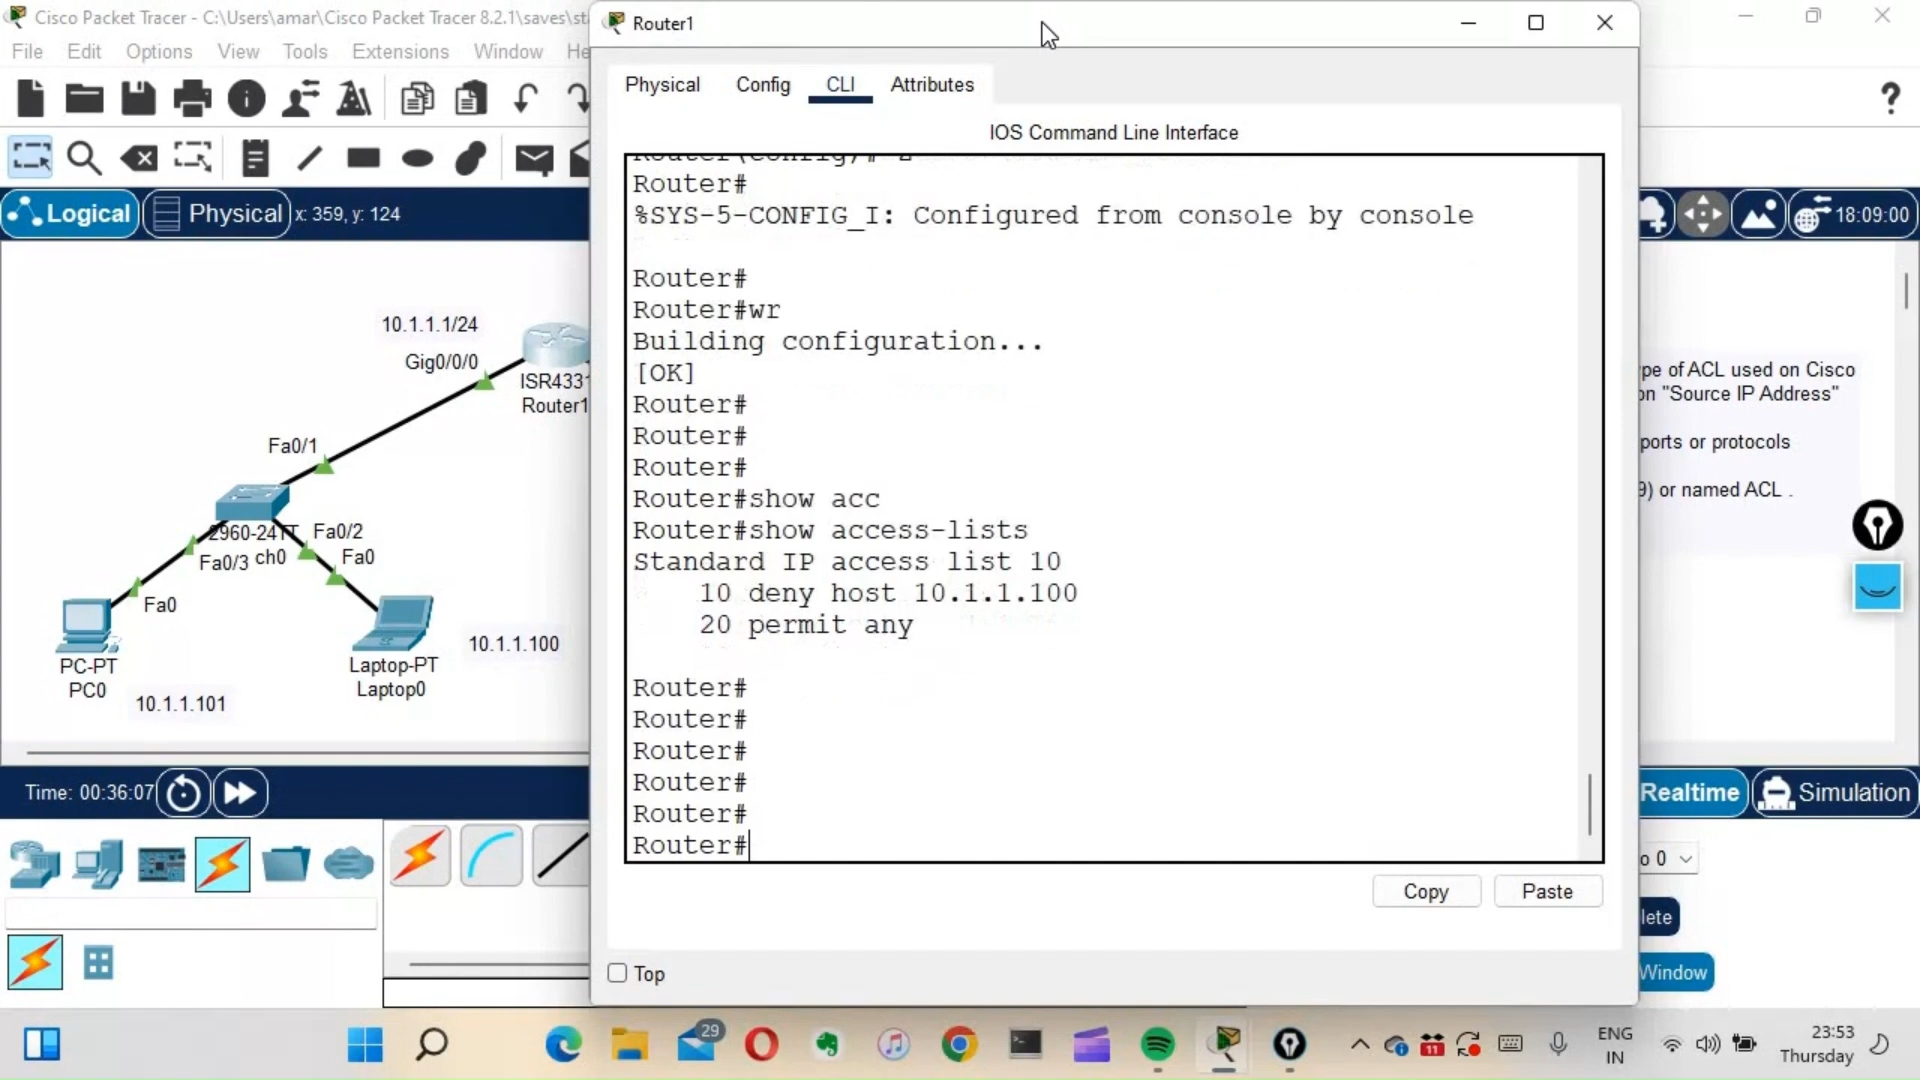 Cisco Packet Tracer - C:\Users\amar\Cisco Packet Tracer 8.2.1\saves\st
File Edit Options View Tools Extensions Window He
Logical
Physical
x: 359, y: 124
10.1.1.1/24
Gig0/0/0
ISR4331
Router1
Fa0/1
2960-24TT
Fa0/2
Fa0/3
ch0
Fa0
Fa0
PC-PT
PC0
10.1.1.101
Laptop-PT
Laptop0
10.1.1.100
Time: 00:36:07
Router1
Physical Config CLI Attributes
IOS Command Line Interface
Router#
%SYS-5-CONFIG_I: Configured from console by console
Router#
Router#wr
Building configuration...
[OK]
Router#
Router#
Router#
Router#show acc
Router#show access-lists
Standard IP access list 10
10 deny host 10.1.1.100
20 permit any
Router#
Router#
Router#
Router#
Router#
Router#
Copy
Paste
Top
?
18:09:00
pe of ACL used on Cisco
on "Source IP Address"
ports or protocols
9) or named ACL .
Realtime
Simulation
o 0
lete
Window
29
11
ENG
IN
23:53
Thursday